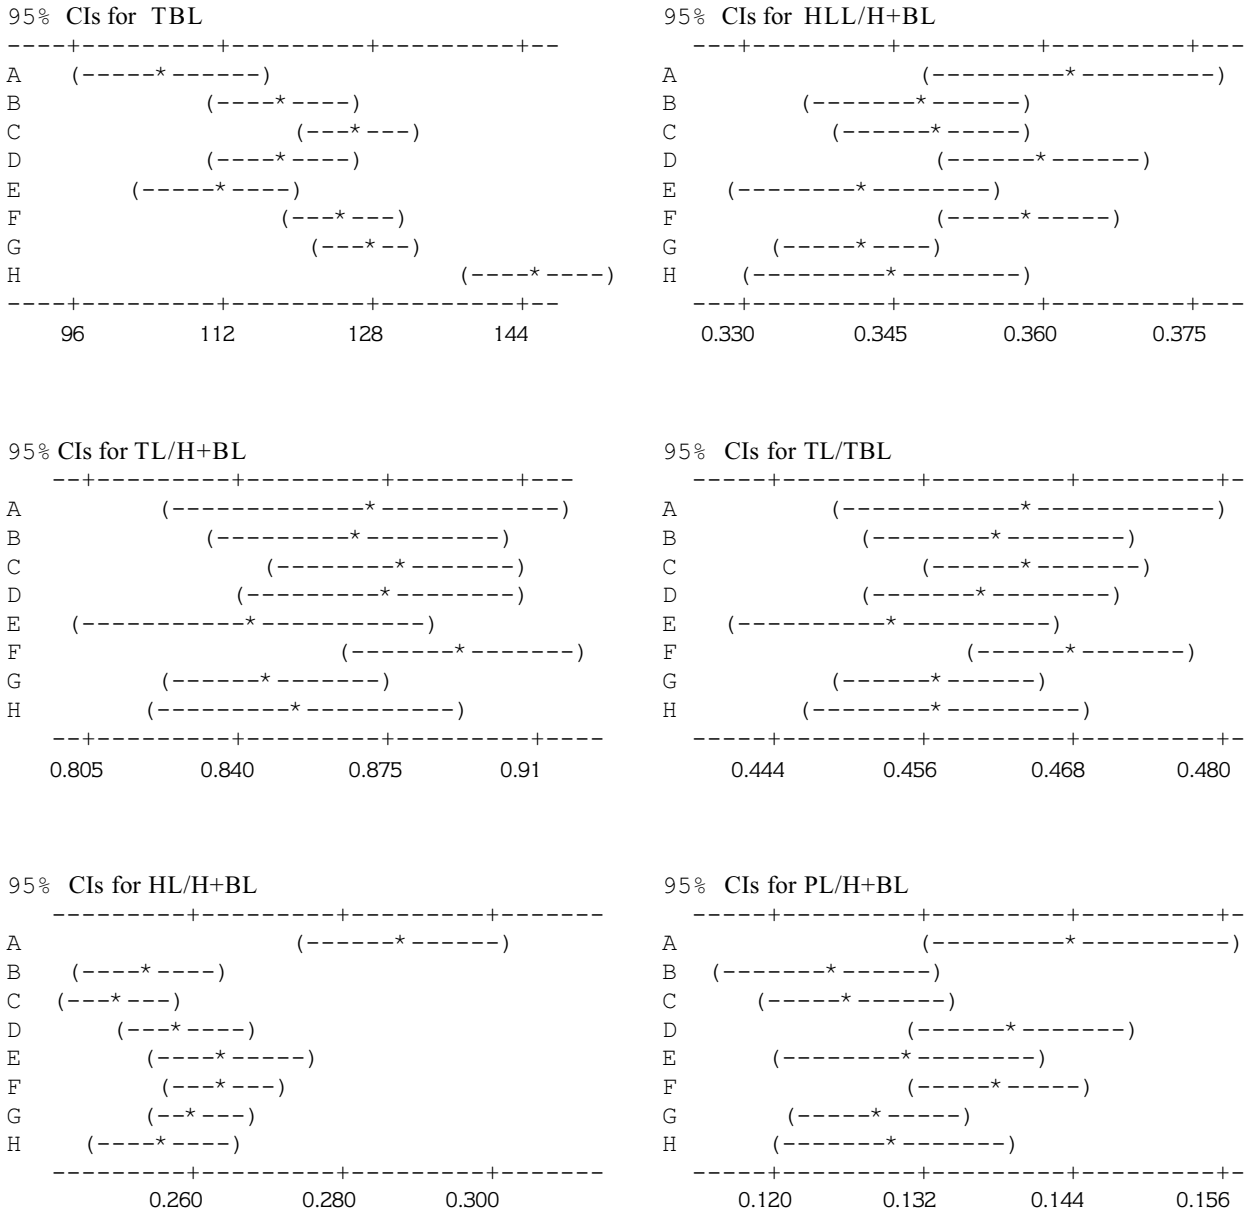 95% CIs for TBL
----+---------+---------+---------+--
A (-----*------)
B (----*----)
C (---*---)
D (----*----)
E (-----*----)
F (---*---)
G (---*---)
H (----*----)
----+---------+---------+---------+--
96 112 128 144
95% CIs for HLL/H+BL
---+---------+---------+---------+---
A (---------*---------)
B (-------*------)
C (------*------)
D (------*------)
E (--------*--------)
F (-----*-----)
G (-----*----)
H (---------*--------)
---+---------+---------+---------+---
0.330 0.345 0.360 0.375
95% CIs for TL/H+BL
--+---------+---------+--------+---
A (-------------*------------)
B (---------*---------)
C (--------*-------)
D (---------*--------)
E (-----------*-----------)
F (-------*-------)
G (------*-------)
H (---------*----------)
--+---------+---------+---------+----
0.805 0.840 0.875 0.91
95% CIs for TL/TBL
-----+---------+---------+---------+-
A (------------*------------)
B (--------*--------)
C (------*-------)
D (-------*--------)
E (----------*----------)
F (------*-------)
G (------*------)
H (--------*---------)
-----+---------+---------+---------+-
0.444 0.456 0.468 0.480
95% CIs for HL/H+BL
---------+---------+---------+-------
A (------*------)
B (----*----)
C (---*---)
D (---*----)
E (----*-----)
F (---*---)
G (--*---)
H (----*----)
---------+---------+---------+-------
0.260 0.280 0.300
95% CIs for PL/H+BL
-----+---------+---------+---------+-
A (---------*----------)
B (-------*------)
C (-----*------)
D (------*-------)
E (--------*--------)
F (-----*-----)
G (-----*-----)
H (-------*-------)
-----+---------+---------+---------+-
0.120 0.132 0.144 0.156